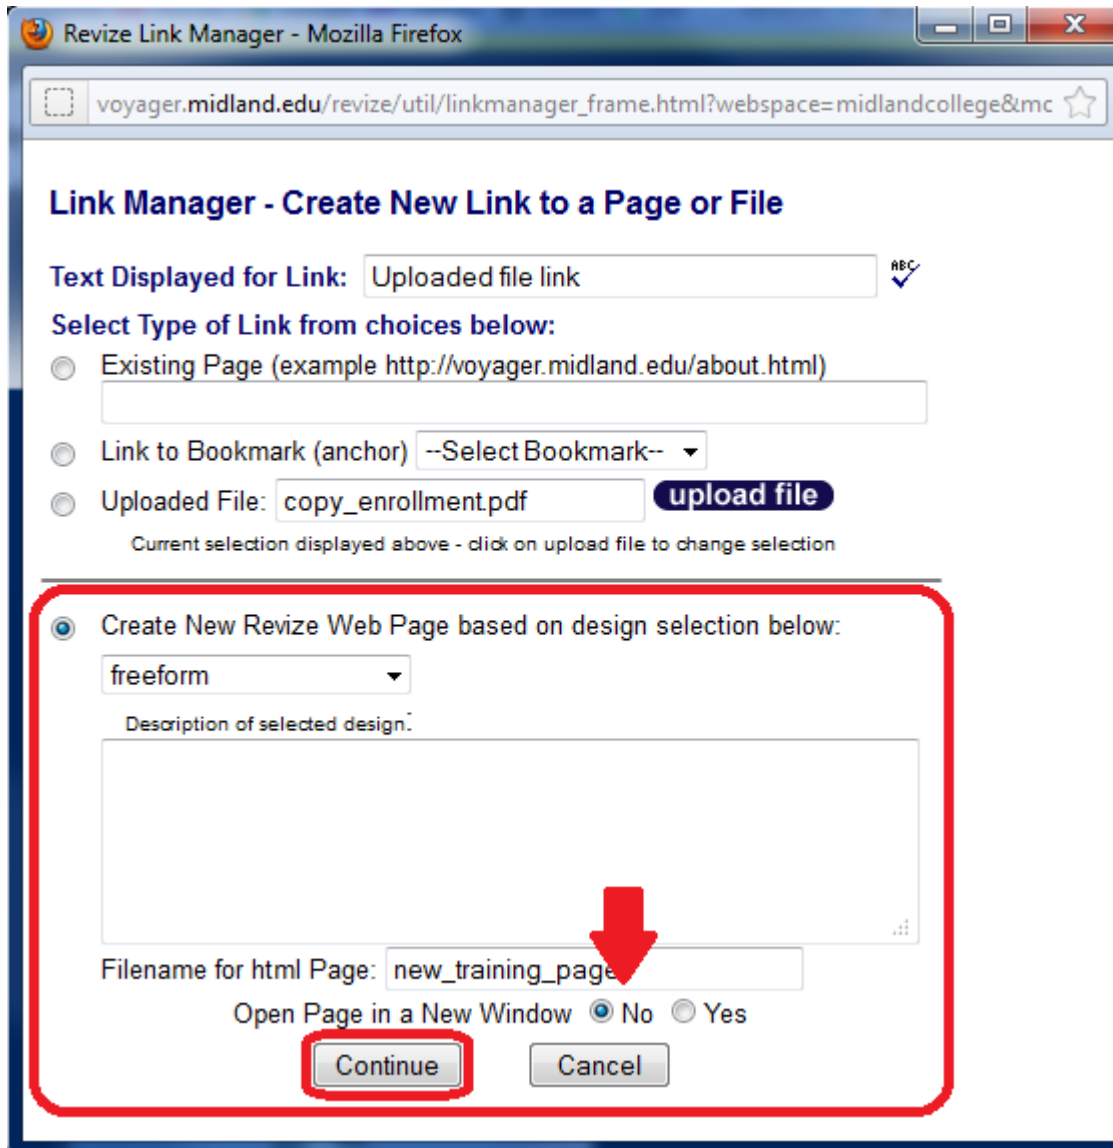 Revize Link Manager - Mozilla Firefox
voyager.midland.edu/revize/util/linkmanager_frame.html?webspace=midlandcollege&mc
Link Manager - Create New Link to a Page or File
Text Displayed for Link: Uploaded file link ABC
Select Type of Link from choices below:
Existing Page (example http://voyager.midland.edu/about.html)
Link to Bookmark (anchor) --Select Bookmark--
Uploaded File: copy_enrollment.pdf upload file
Current selection displayed above - click on upload file to change selection
Create New Revize Web Page based on design selection below:
freeform
Description of selected design:
Filename for html Page: new_training_page
Open Page in a New Window No Yes
Continue Cancel